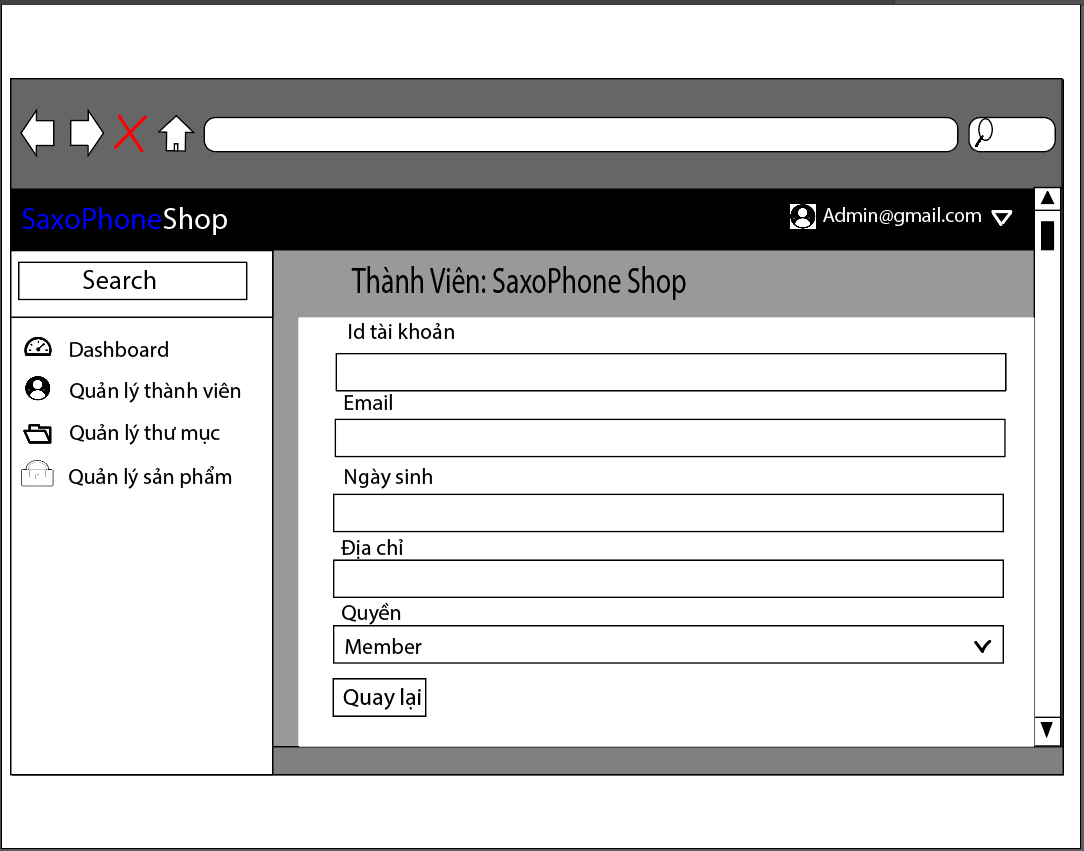 SaxoPhoneShop
Admin@gmail.com
Search
Thành Viên: SaxoPhone Shop
Dashboard
Quản lý thành viên
Quản lý thư mục
Quản lý sản phẩm
Id tài khoản
Email
Ngày sinh
Địa chỉ
Quyền
Member
Quay lại